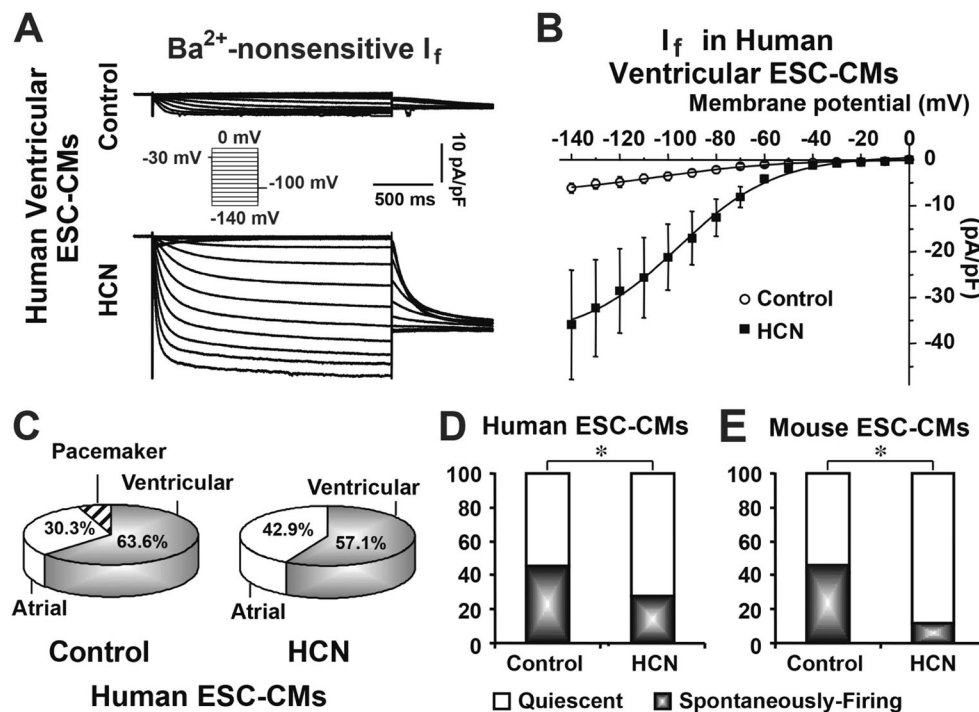 A
Ba2+-nonsensitive If
Human Ventricular
ESC-CMs
Control
HCN
0 mV
-30 mV
-100 mV
-140 mV
500 ms
10 pA/pF
B
If in Human
Ventricular ESC-CMs
Membrane potential (mV)
-140 -120 -100 -80 -60 -40 -20 0
0
-10
-20
-30
-40
(pA/pF)
Control
HCN
C
Pacemaker
Ventricular
30.3%
63.6%
Atrial
Control
Ventricular
42.9%
57.1%
Atrial
HCN
Human ESC-CMs
D
Human ESC-CMs
*
100
80
60
40
20
0
Control HCN
E
Mouse ESC-CMs
*
100
80
60
40
20
0
Control HCN
Quiescent
Spontaneously-Firing